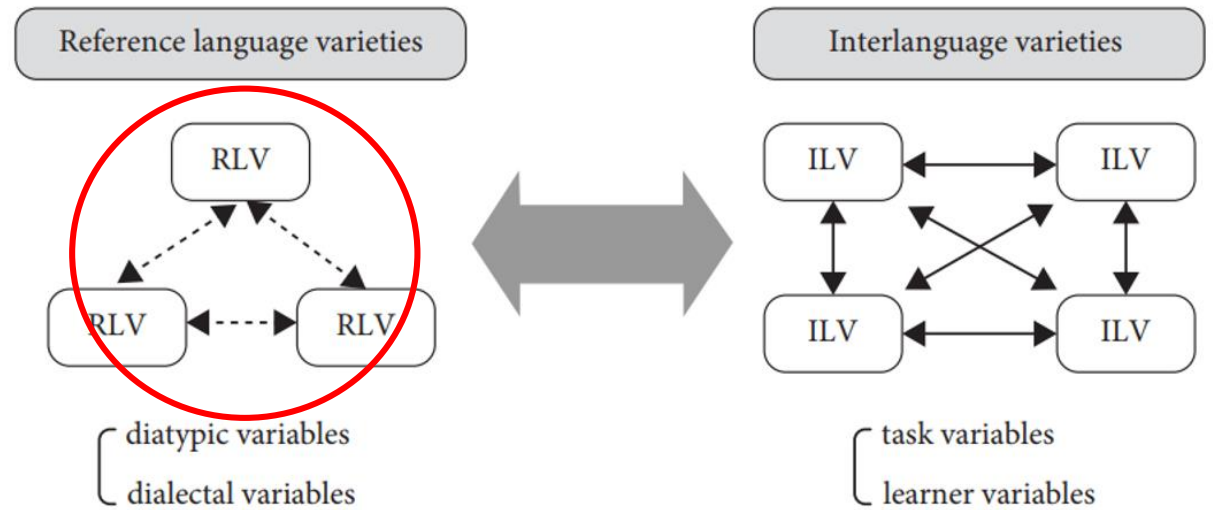 Reference language varieties
Interlanguage varieties
RLV
ILV
ILV
RLV
RLV
ILV
ILV
diatypic variables
dialectal variables
task variables
learner variables